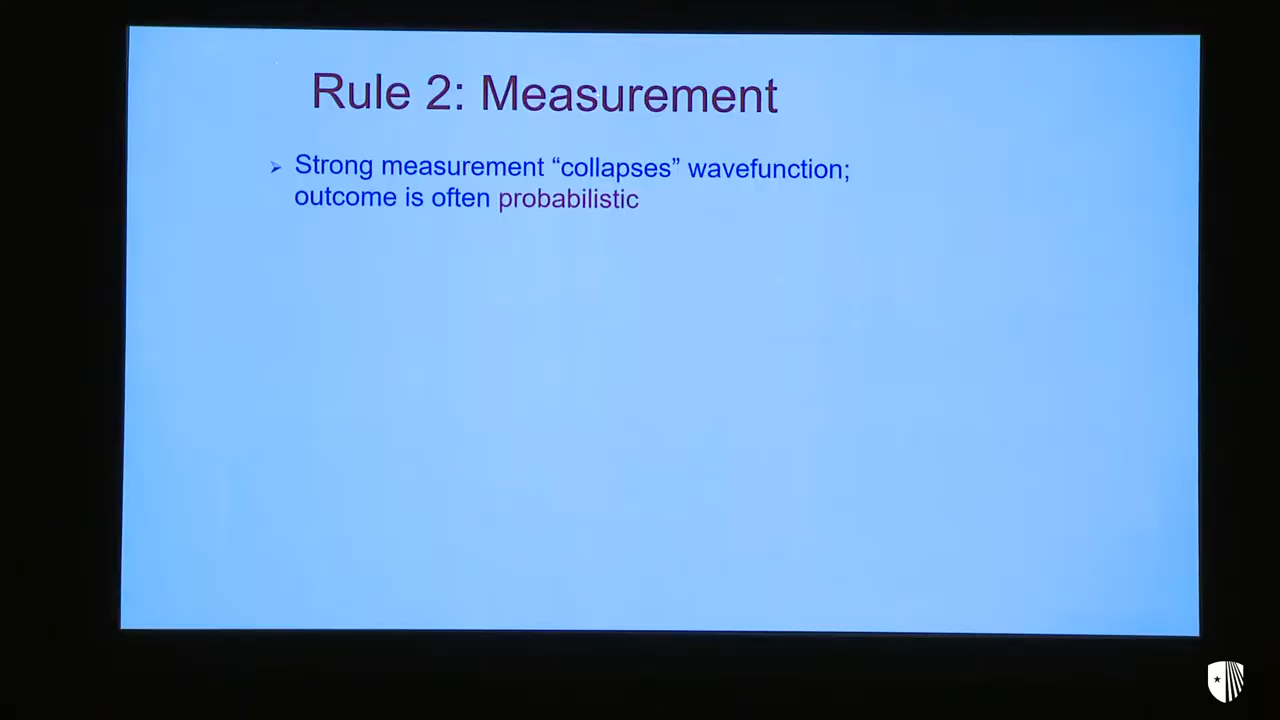 Rule 2: Measurement
➢ Strong measurement “collapses” wavefunction;
outcome is often probabilistic